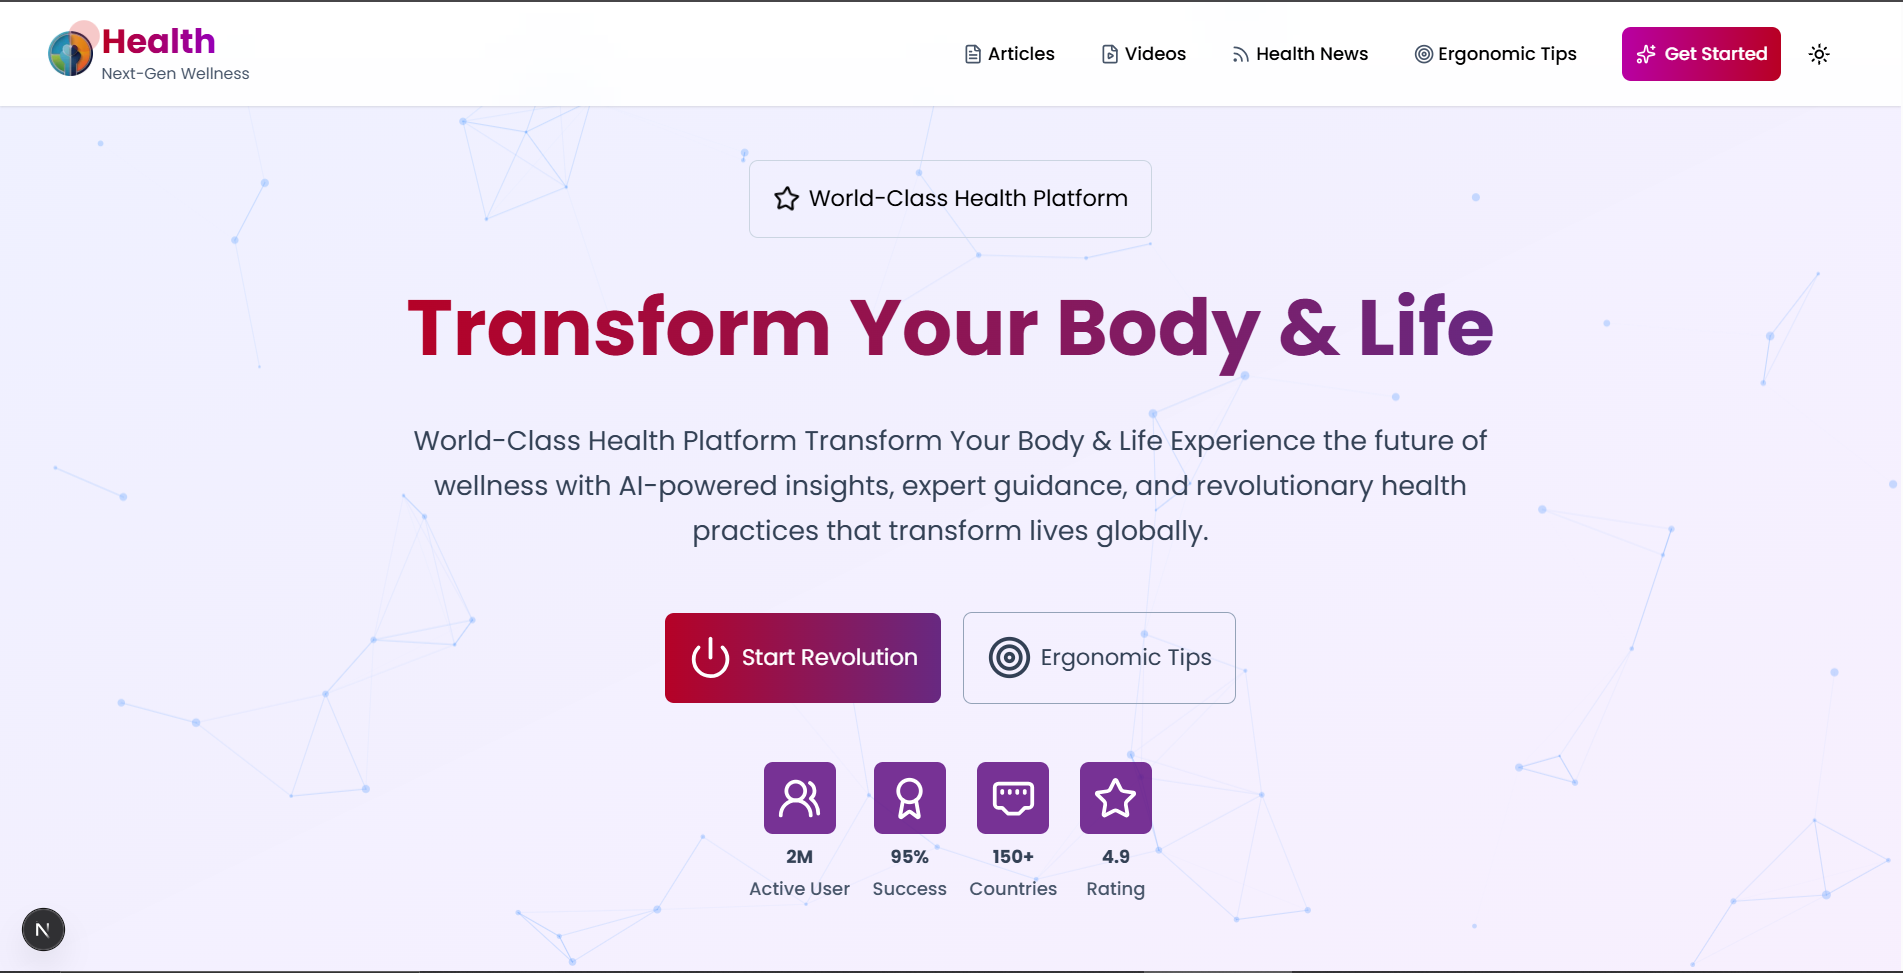 Health
Next-Gen Wellness
Articles
Videos
Health News
Ergonomic Tips
Get Started
World-Class Health Platform
Transform Your Body & Life
World-Class Health Platform Transform Your Body & Life Experience the future of
wellness with AI-powered insights, expert guidance, and revolutionary health
practices that transform lives globally.
Start Revolution
Ergonomic Tips
2M
Active User
95%
Success
150+
Countries
4.9
Rating
N